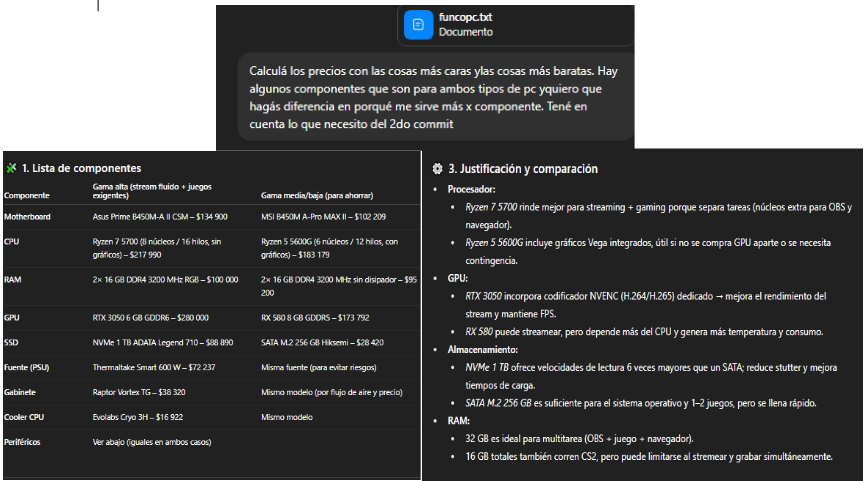 funcopc.txt
Documento
Calculá los precios con las cosas más caras ylas cosas más baratas. Hay
algunos componentes que son para ambos tipos de pc yquiero que
hagás diferencia en porqué me sirve más x componente. Tené en
cuenta lo que necesito del 2do commit
1. Lista de componentes
Componente
Gama alta (stream fluido + juegos
exigentes)
Gama media/baja (para ahorrar)
Motherboard
Asus Prime B450M-A II CSM – $134 900
MSI B450M A-Pro MAX II – $102 209
CPU
Ryzen 7 5700 (8 núcleos / 16 hilos, sin
gráficos) – $217 990
Ryzen 5 5600G (6 núcleos / 12 hilos, con
gráficos) – $183 179
RAM
2× 16 GB DDR4 3200 MHz RGB – $100 000
2× 16 GB DDR4 3200 MHz sin disipador – $95
200
GPU
RTX 3050 6 GB GDDR6 – $280 000
RX 580 8 GB GDDR5 – $173 792
SSD
NVMe 1 TB ADATA Legend 710 – $88 890
SATA M.2 256 GB Hiksemi – $28 420
Fuente (PSU)
Thermaltake Smart 600 W – $72 237
Misma fuente (para evitar riesgos)
Gabinete
Raptor Vortex TG – $38 320
Mismo modelo (por flujo de aire y precio)
Cooler CPU
Evolabs Cryo 3H – $16 922
Mismo modelo
Periféricos
Ver abajo (iguales en ambos casos)
3. Justificación y comparación
• Procesador:
• Ryzen 7 5700 rinde mejor para streaming + gaming porque separa tareas (núcleos extra para OBS y
navegador).
• Ryzen 5 5600G incluye gráficos Vega integrados, útil si no se compra GPU aparte o se necesita
contingencia.
• GPU:
• RTX 3050 incorpora codificador NVENC (H.264/H.265) dedicado → mejora el rendimiento del
stream y mantiene FPS.
• RX 580 puede streamear, pero depende más del CPU y genera más temperatura y consumo.
• Almacenamiento:
• NVMe 1 TB ofrece velocidades de lectura 6 veces mayores que un SATA; reduce stutter y mejora
tiempos de carga.
• SATA M.2 256 GB es suficiente para el sistema operativo y 1–2 juegos, pero se llena rápido.
• RAM:
• 32 GB es ideal para multitarea (OBS + juego + navegador).
• 16 GB totales también corren CS2, pero puede limitarse al stremear y grabar simultáneamente.